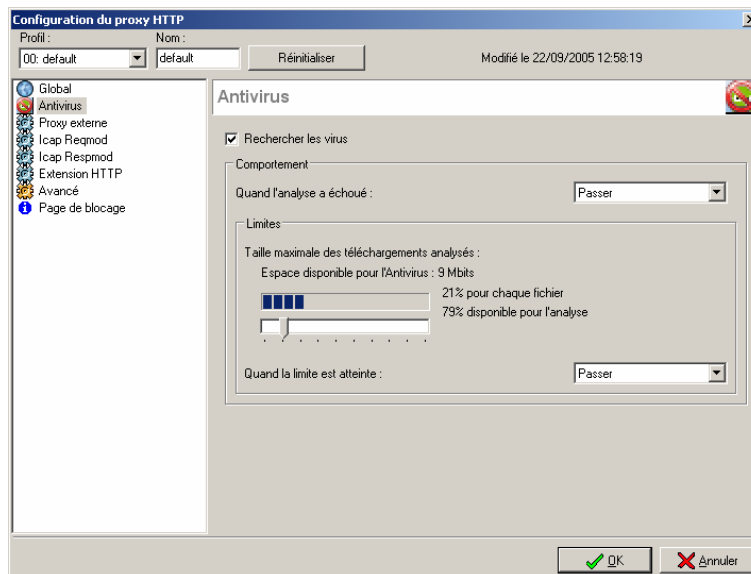 Configuration du proxy HTTP
Profil :
Nom :
00: default
default
Réinitialiser
Modifié le 22/09/2005 12:58:19
Global
Antivirus
Proxy externe
Icap Reqmod
Icap Respmod
Extension HTTP
Avancé
Page de blocage
Antivirus
Rechercher les virus
Comportement
Quand l'analyse a échoué :
Passer
Limites
Taille maximale des téléchargements analysés :
Espace disponible pour l'Antivirus : 9 Mbits
21% pour chaque fichier
79% disponible pour l'analyse
Quand la limite est atteinte :
Passer
OK
Annuler